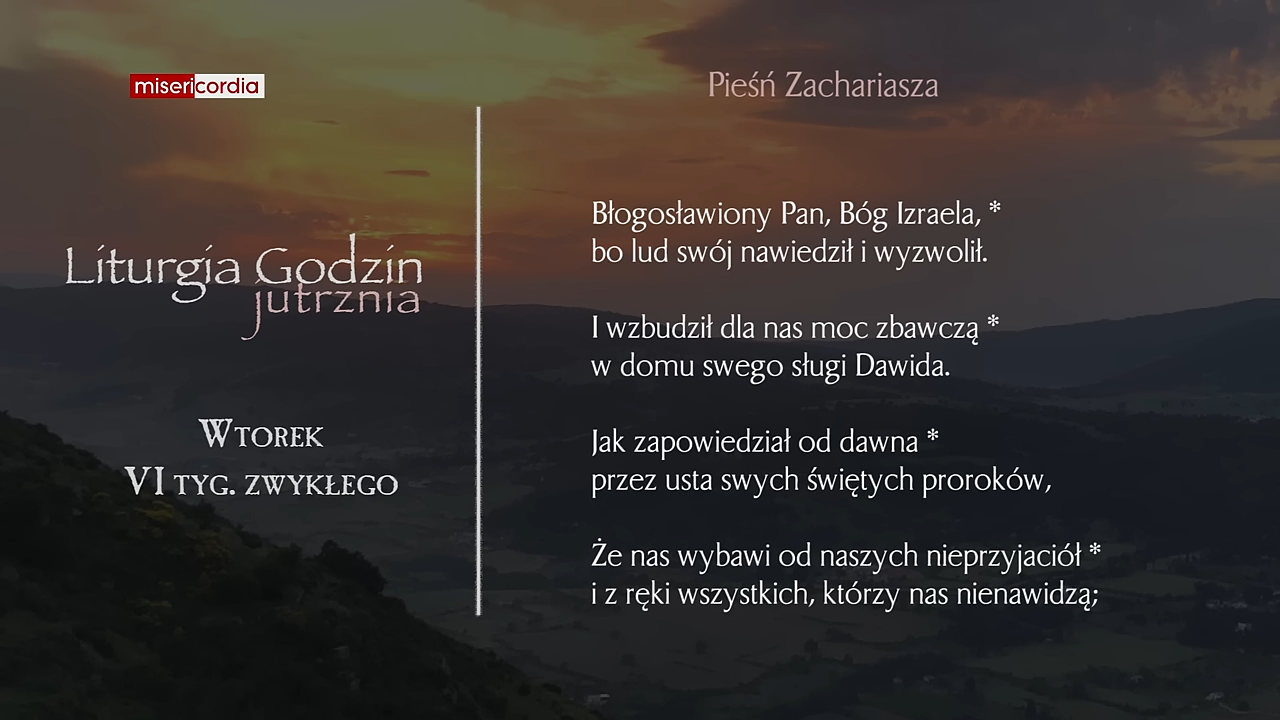 misericordia
Liturgia Godzin
jutrznia
Wtorek
VI tyg. zwykłego
Pieśń Zachariasza
Błogosławiony Pan, Bóg Izraela, *
bo lud swój nawiedził i wyzwolił.
I wzbudził dla nas moc zbawczą *
w domu swego sługi Dawida.
Jak zapowiedział od dawna *
przez usta swych świętych proroków,
Że nas wybawi od naszych nieprzyjaciół *
i z ręki wszystkich, którzy nas nienawidzą;